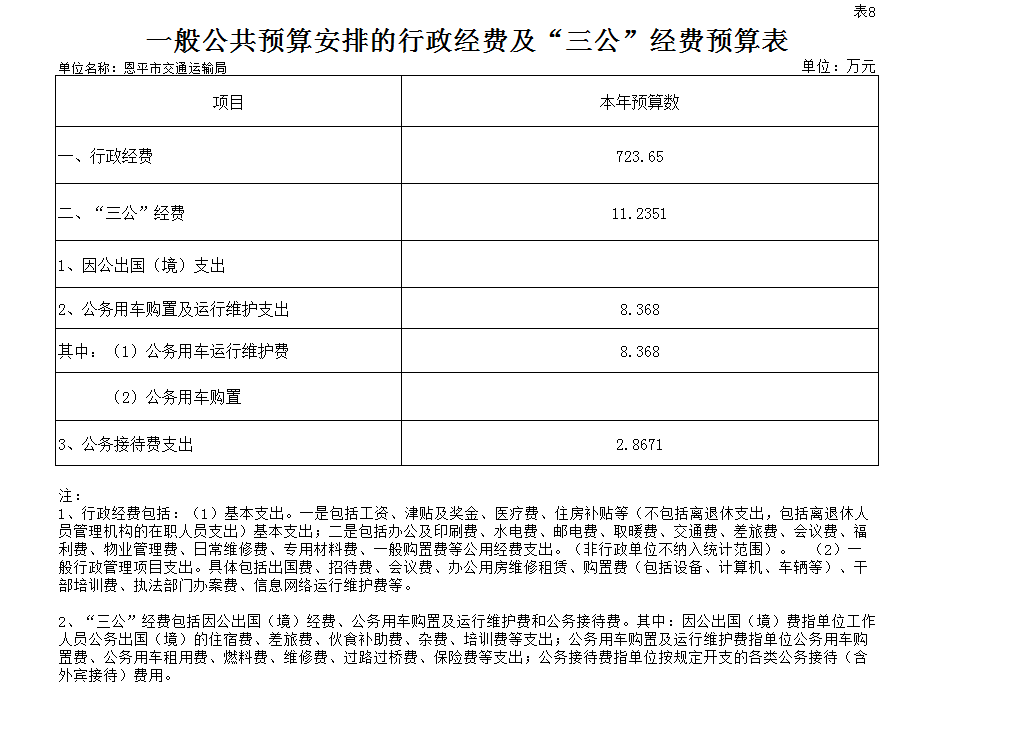 表8
一般公共预算安排的行政经费及“三公”经费预算表
单位名称：恩平市交通运输局 单位：万元
项目 本年预算数
一、行政经费 723.65
二、“三公”经费 11.2351
1、因公出国（境）支出
2、公务用车购置及运行维护支出 8.368
其中：（1）公务用车运行维护费 8.368
（2）公务用车购置
3、公务接待费支出 2.8671
注：
1、行政经费包括：（1）基本支出。一是包括工资、津贴及奖金、医疗费、住房补贴等（不包括离退休支出，包括离退休人
员管理机构的在职人员支出）基本支出；二是包括办公及印刷费、水电费、邮电费、取暖费、交通费、差旅费、会议费、福
利费、物业管理费、日常维修费、专用材料费、一般购置费等公用经费支出。（非行政单位不纳入统计范围）。 （2）一
般行政管理项目支出。具体包括出国费、招待费、会议费、办公用房维修租赁、购置费（包括设备、计算机、车辆等）、干
部培训费、执法部门办案费、信息网络运行维护费等。
2、“三公”经费包括因公出国（境）经费、公务用车购置及运行维护费和公务接待费。其中：因公出国（境）费指单位工作
人员公务出国（境）的住宿费、差旅费、伙食补助费、杂费、培训费等支出；公务用车购置及运行维护费指单位公务用车购
置费、公务用车租用费、燃料费、维修费、过路过桥费、保险费等支出；公务接待费指单位按规定开支的各类公务接待（含
外宾接待）费用。